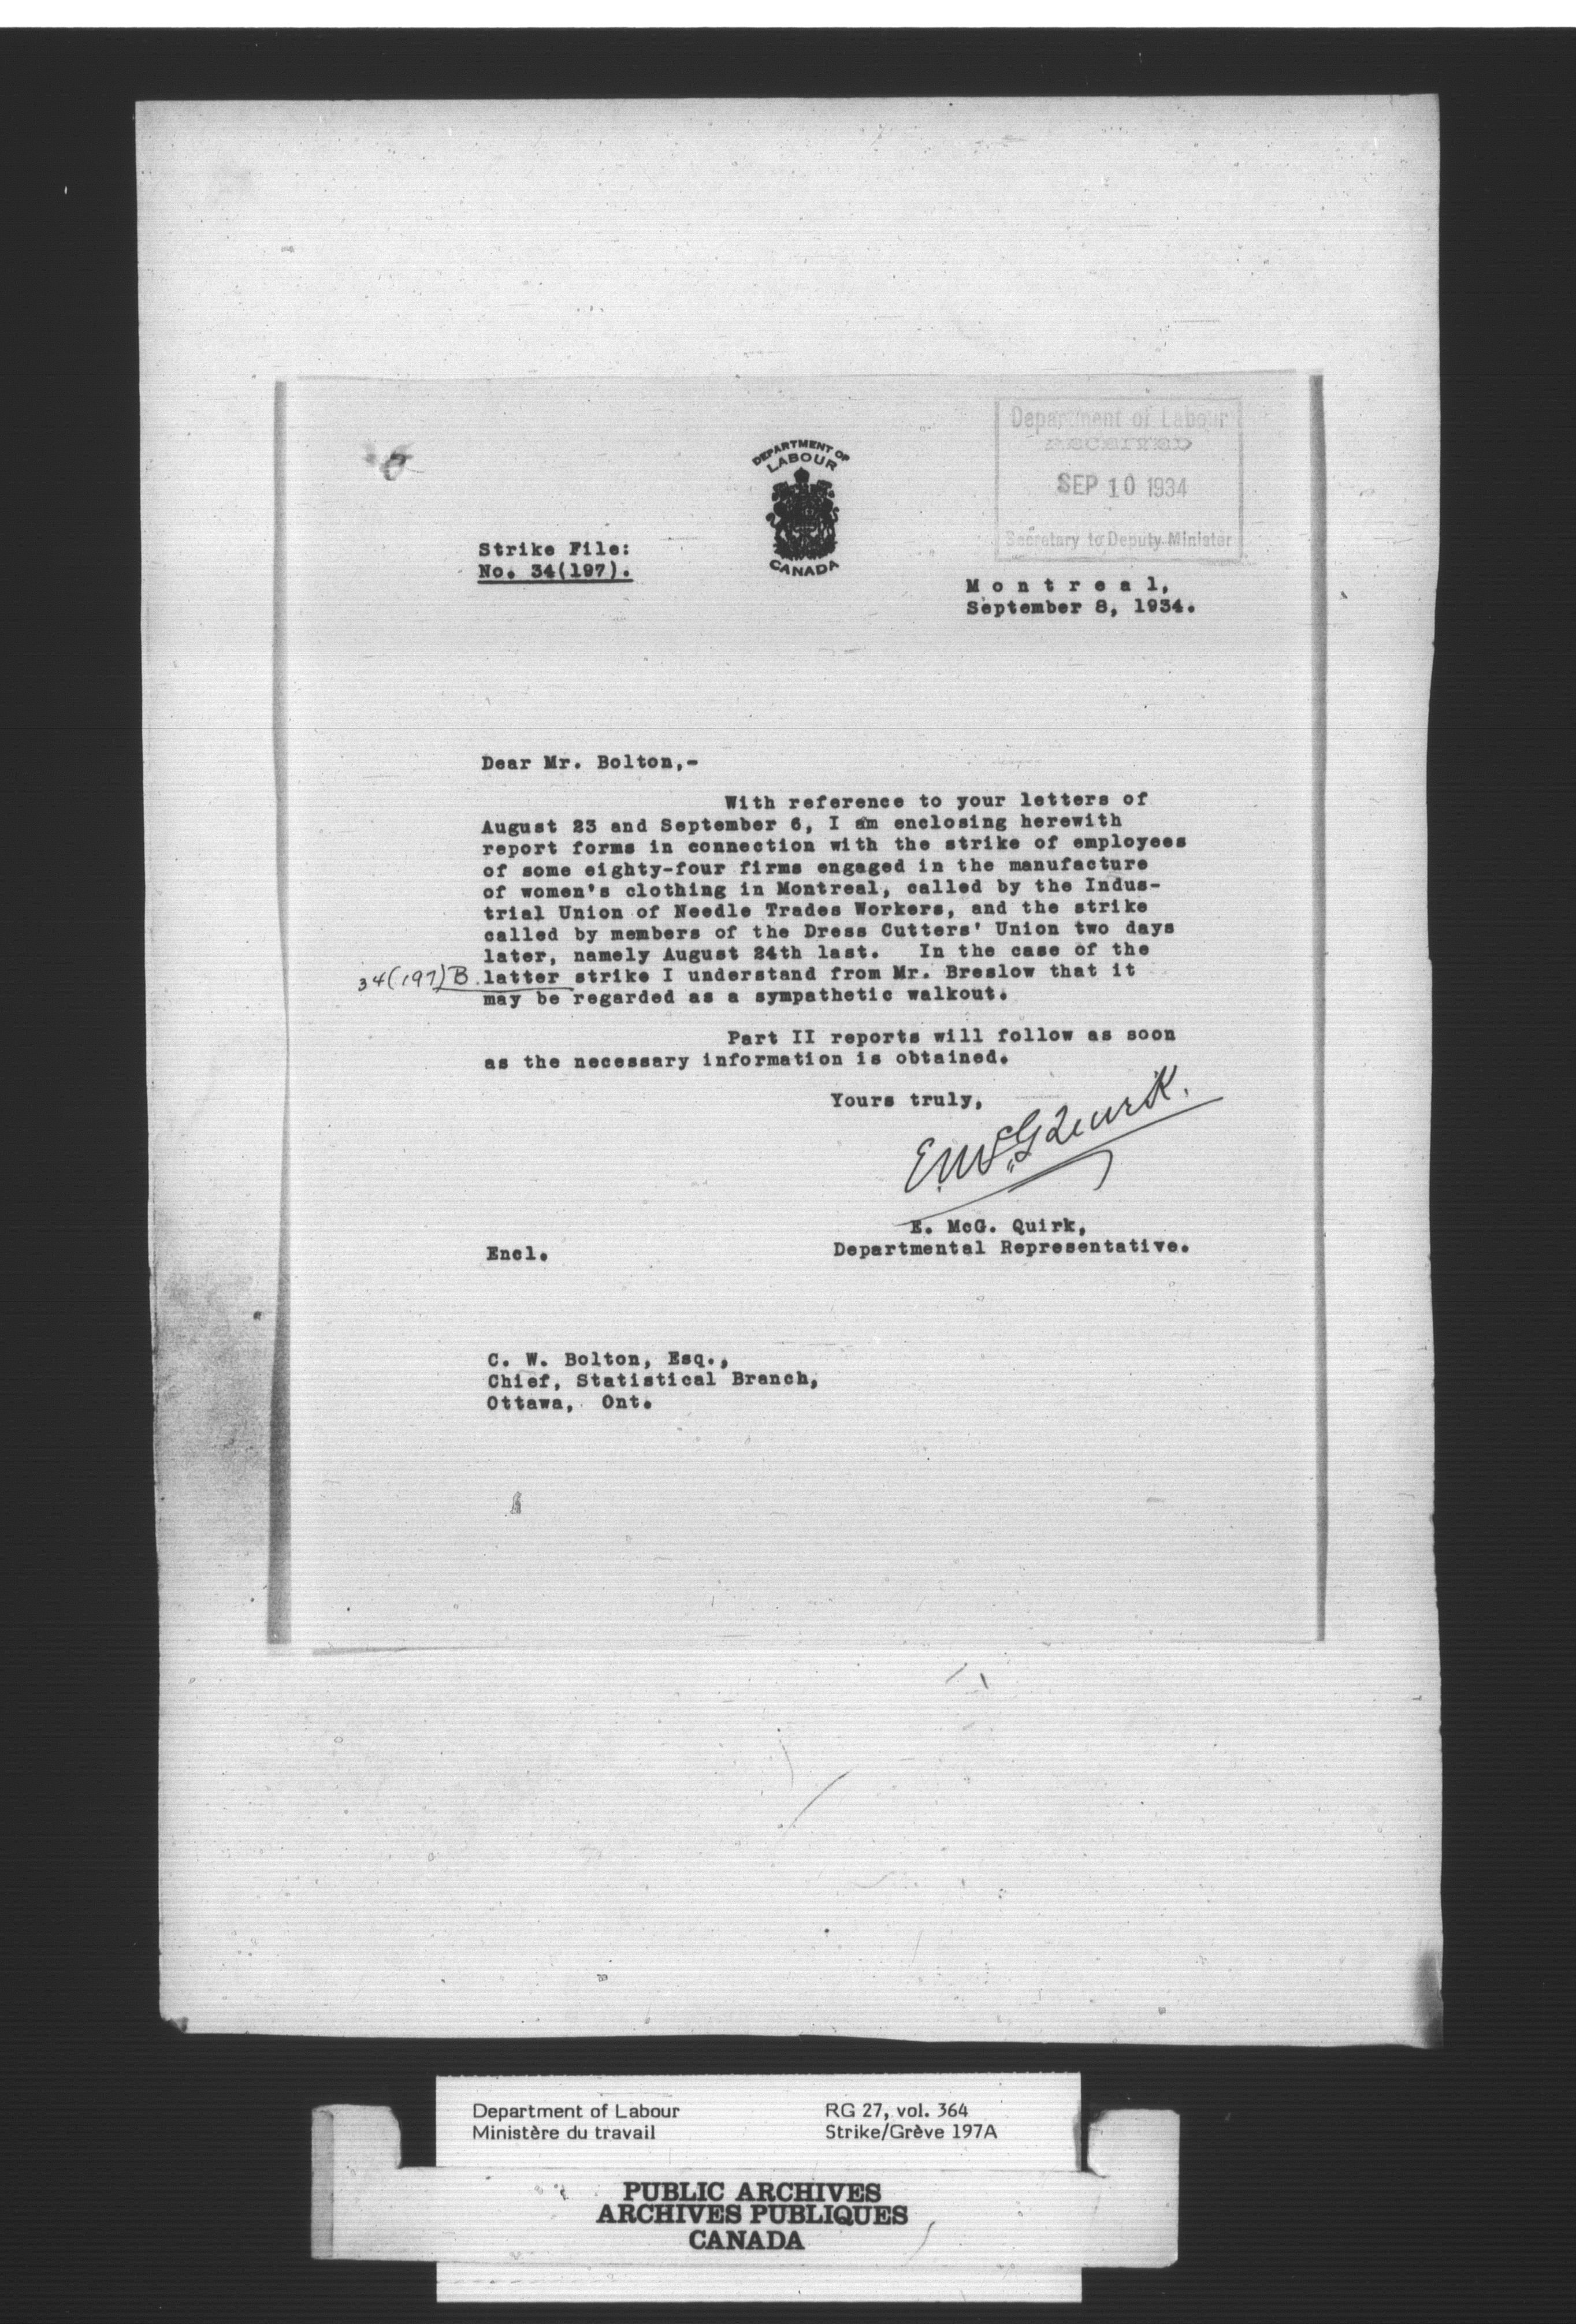 Department of Labour
RECEIVED
SEP 10 1934
Secretary to Deputy Minister
DEPARTMENT OF
LABOUR
CANADA
Strike File:
No. 34(197).
Montreal,
September 8, 1934.
Dear Mr. Bolton,-
With reference to your letters of
August 23 and September 6, I am enclosing herewith
report forms in connection with the strike of employees
of some eighty-four firms engaged in the manufacture
of women's clothing in Montreal, called by the Indus-
trial Union of Needle Trades Workers, and the strike
called by members of the Dress Cutters' Union two days
later, namely August 24th last. In the case of the
34(197)B. latter strike I understand from Mr. Breslow that it
may be regarded as a sympathetic walkout.
Part II reports will follow as soon
as the necessary information is obtained.
Yours truly,
E. McG Quirk.
E. McG. Quirk,
Departmental Representative.
Encl.
C. W. Bolton, Esq.,
Chief, Statistical Branch,
Ottawa, Ont.
Department of Labour
Ministère du travail
RG 27, vol. 364
Strike/Grève 197A
PUBLIC ARCHIVES
ARCHIVES PUBLIQUES
CANADA